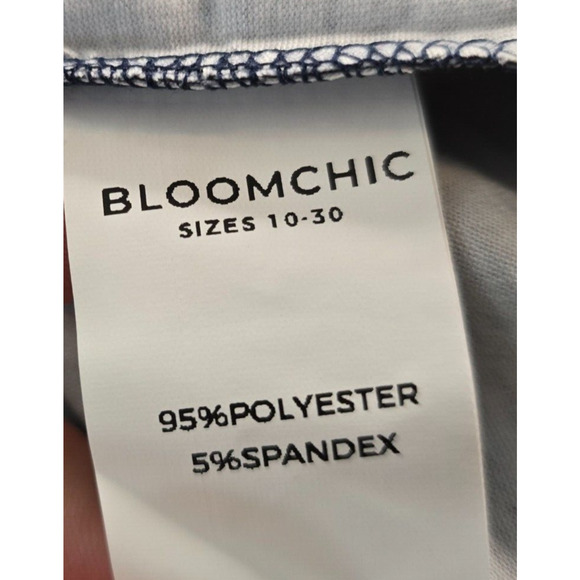 BLOOMCHIC
SIZES 10-30
95%POLYESTER
5%SPANDEX